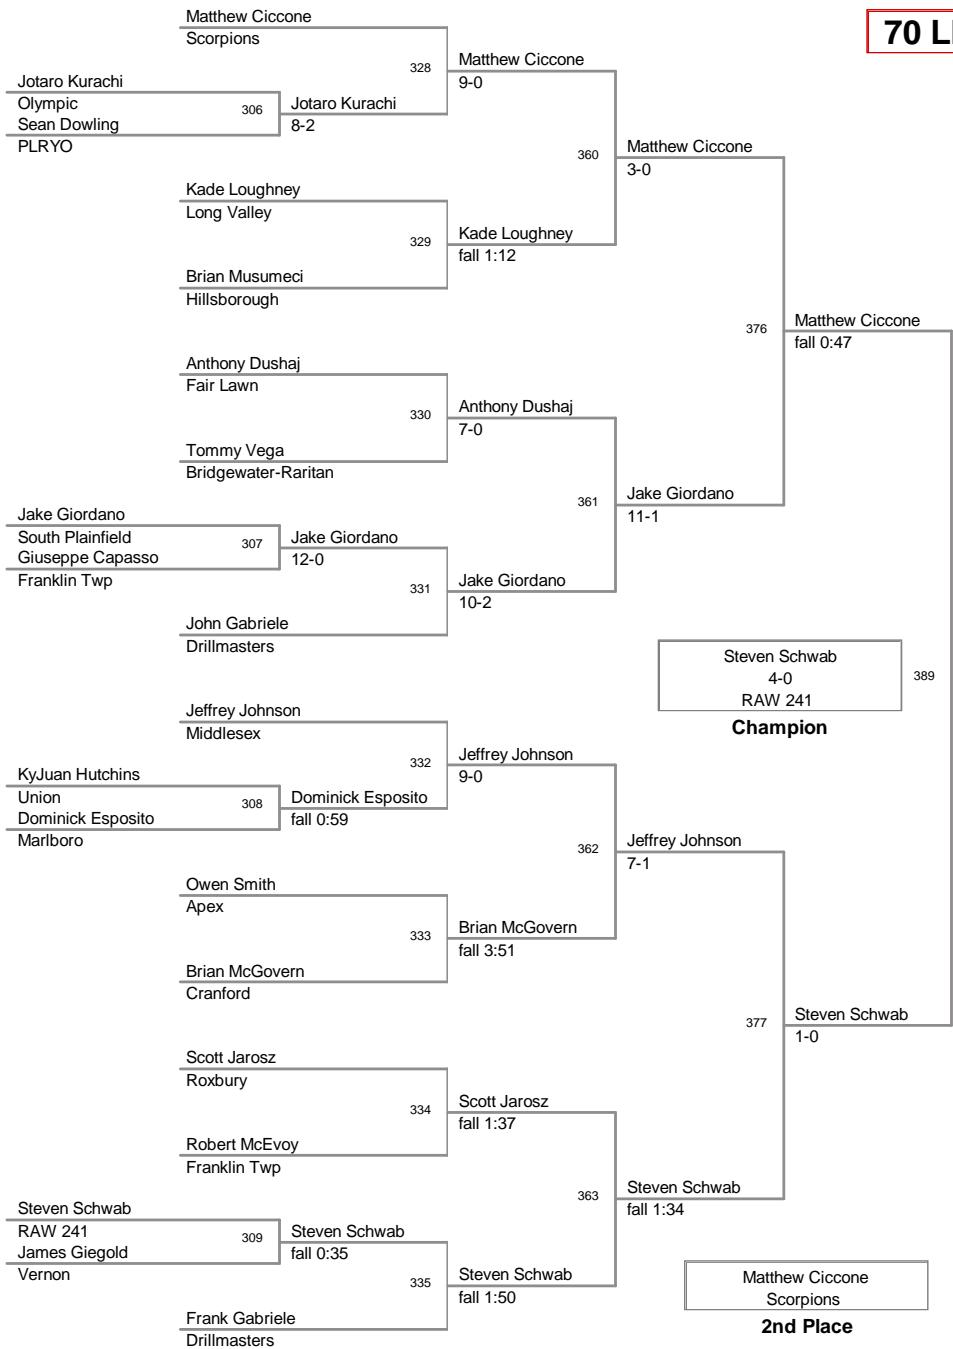 Matthew Ciccone
Scorpions
70 L
328
Matthew Ciccone
9-0
Jotaro Kurachi
Olympic
306
Jotaro Kurachi
Sean Dowling
8-2
PLRYO
360
Matthew Ciccone
3-0
Kade Loughney
Long Valley
329
Kade Loughney
fall 1:12
Brian Musumeci
Hillsborough
376
Matthew Ciccone
fall 0:47
Anthony Dushaj
Fair Lawn
330
Anthony Dushaj
7-0
Tommy Vega
Bridgewater-Raritan
361
Jake Giordano
11-1
Jake Giordano
South Plainfield
307
Jake Giordano
Giuseppe Capasso
12-0
Franklin Twp
331
Jake Giordano
10-2
John Gabriele
Drillmasters
Steven Schwab
4-0
RAW 241
389
Champion
Jeffrey Johnson
Middlesex
332
Jeffrey Johnson
9-0
KyJuan Hutchins
Union
308
Dominick Esposito
Dominick Esposito
fall 0:59
Marlboro
362
Jeffrey Johnson
7-1
Owen Smith
Apex
333
Brian McGovern
fall 3:51
Brian McGovern
Cranford
377
Steven Schwab
1-0
Scott Jarosz
Roxbury
334
Scott Jarosz
fall 1:37
Robert McEvoy
Franklin Twp
363
Steven Schwab
fall 1:34
Steven Schwab
RAW 241
309
Steven Schwab
James Giegold
fall 0:35
Vernon
335
Steven Schwab
fall 1:50
Frank Gabriele
Drillmasters
Matthew Ciccone
Scorpions
2nd Place